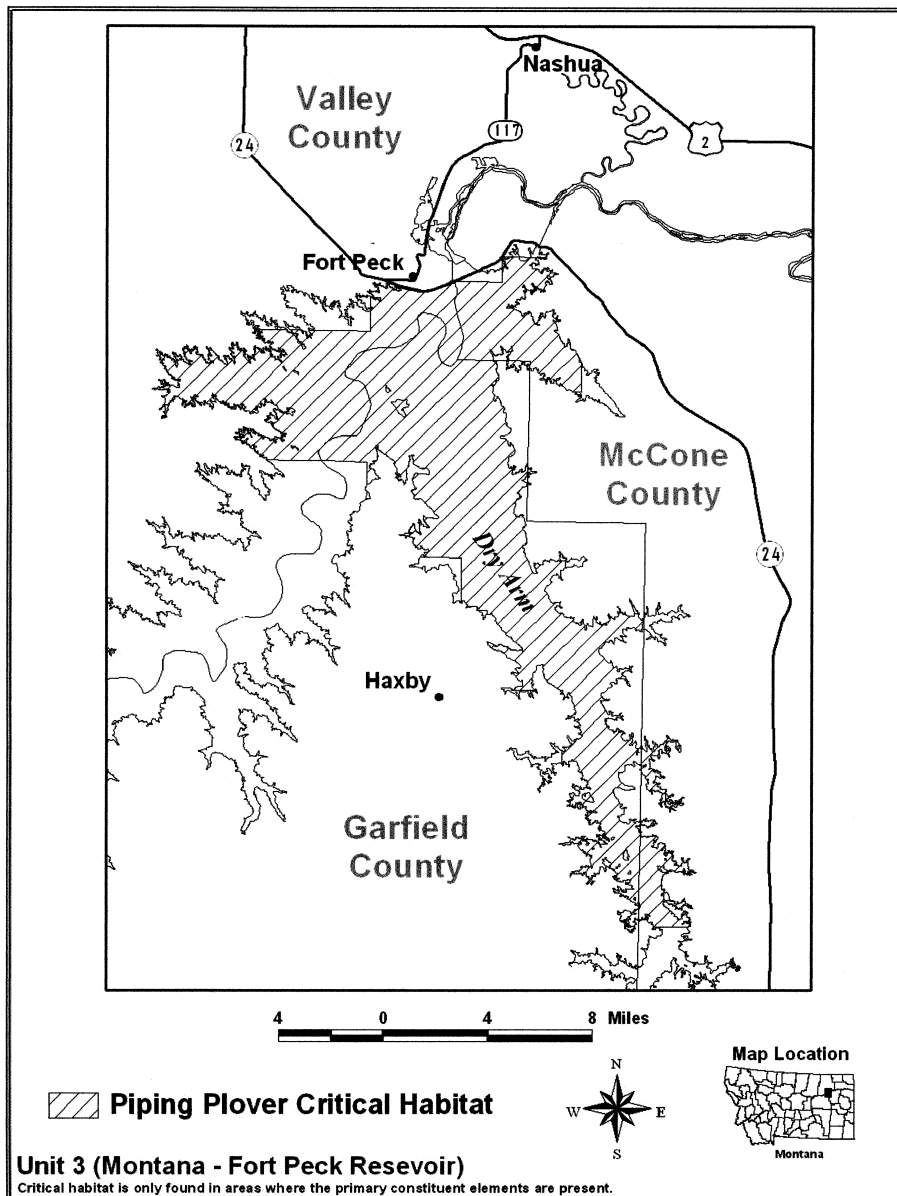 Nashua
Valley
County
117
24
2
Fort Peck
McCone
County
Dry Arm
24
Haxby
Garfield
County
4 0 4 8 Miles
Map Location
N
W E
S
Montana
Piping Plover Critical Habitat
Unit 3 (Montana - Fort Peck Resevoir)
Critical habitat is only found in areas where the primary constituent elements are present.